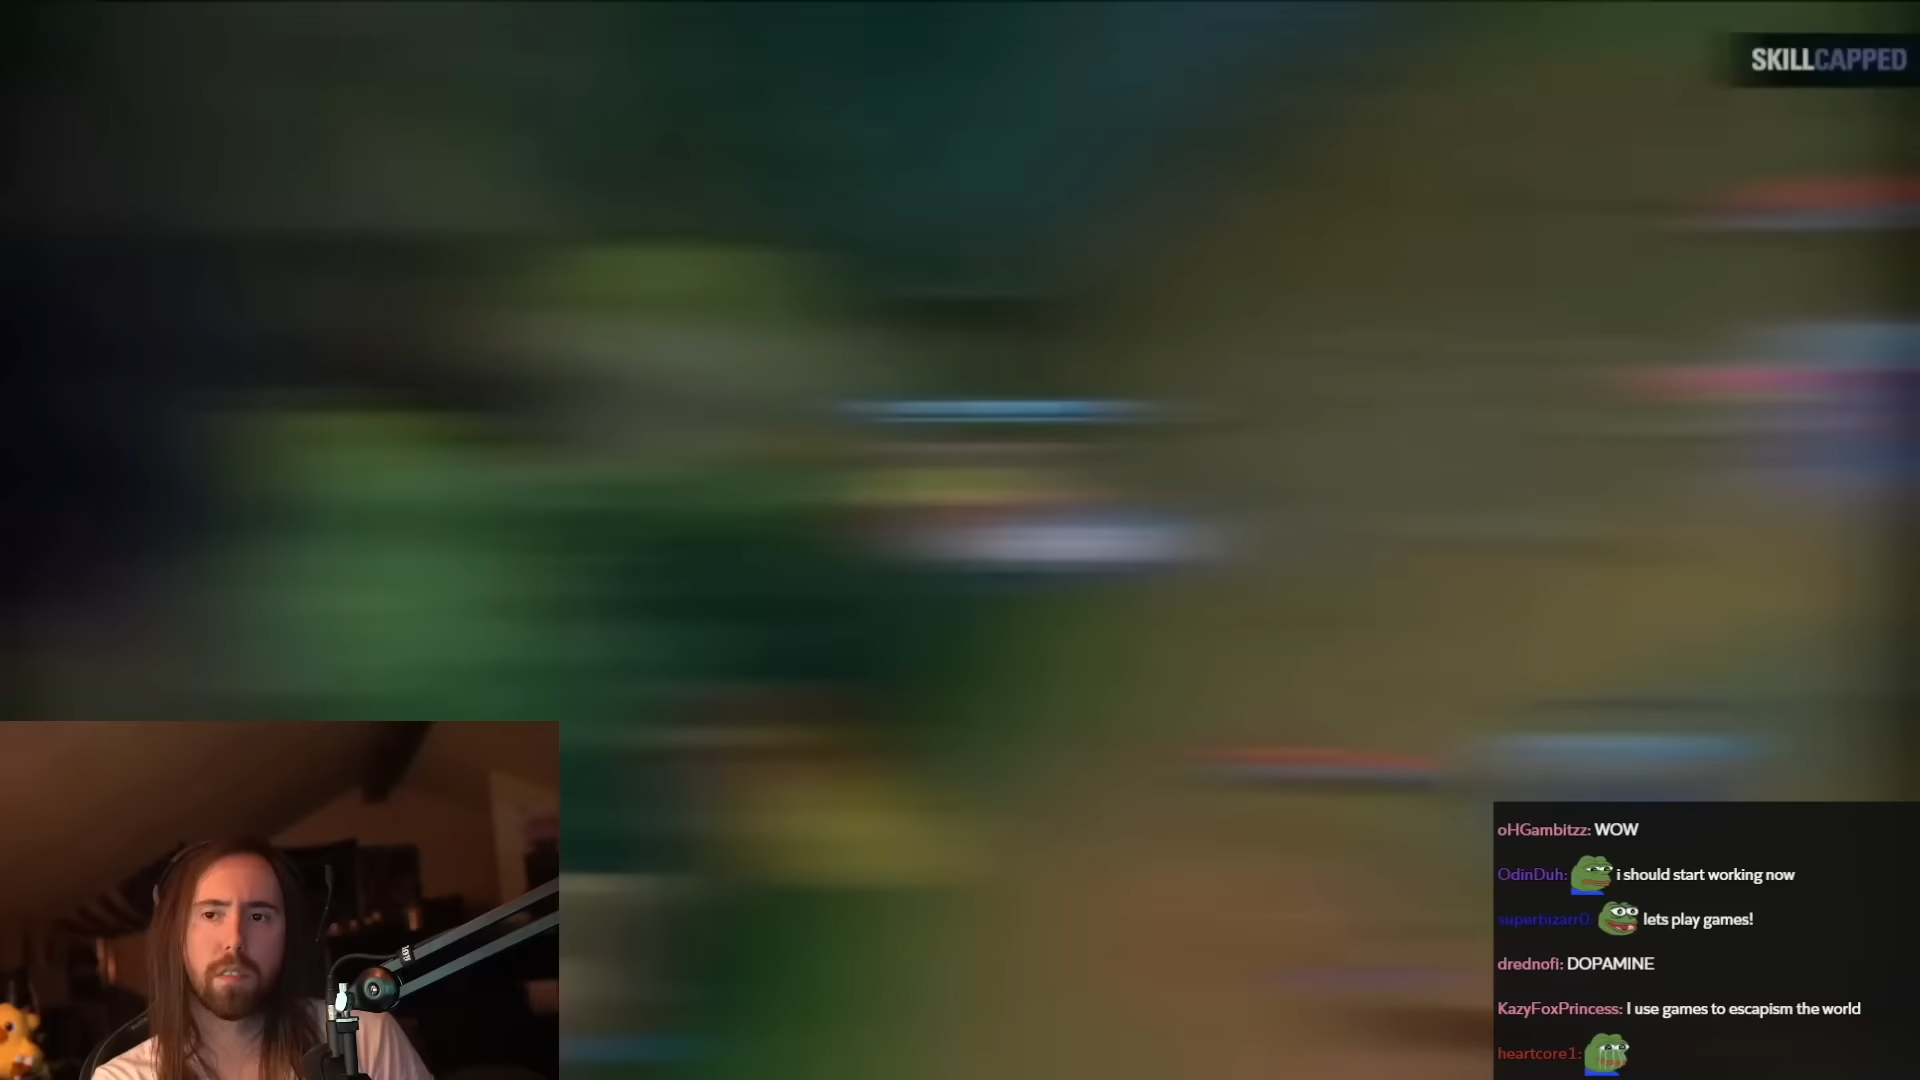 SKILLCAPPED
oHGambitzz: WOW
OdinDuh: i should start working now
superbizarr0: lets play games!
drednofi: DOPAMINE
KazyFoxPrincess: I use games to escapism the world
heartcore1: